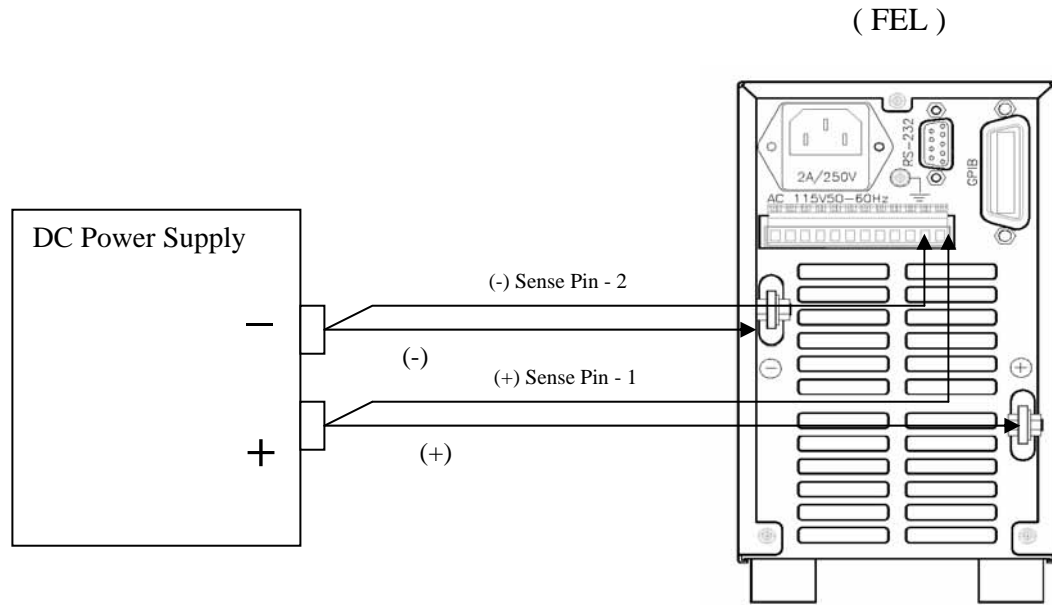 ( FEL )
RS-232
GPIB
2A/250V
AC 115V50-60Hz
DC Power Supply
(-) Sense Pin - 2
−
(-)
(+) Sense Pin - 1
−
+
+
(+)